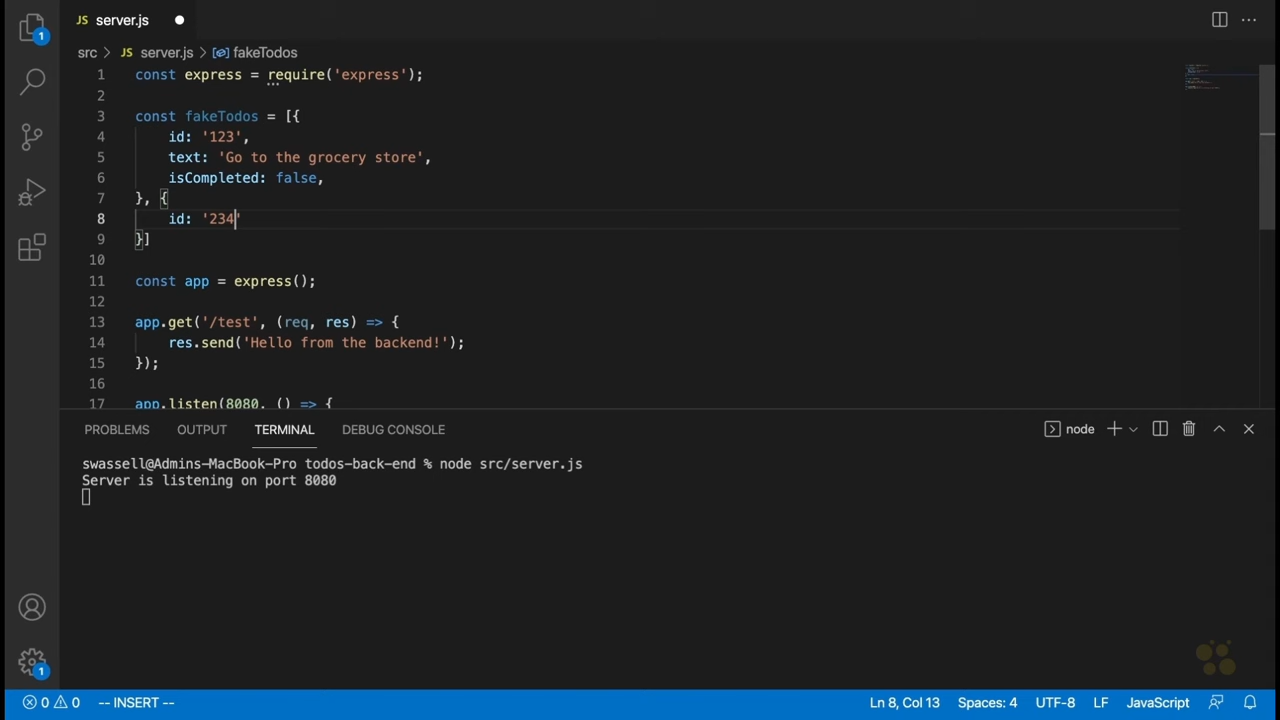 JS server.js
1
src > JS server.js > fakeTodos
1 const express = require('express');
2
3 const fakeTodos = [{
4 id: '123',
5 text: 'Go to the grocery store',
6 isCompleted: false,
7 }, {
8 id: '234'
9 }]
10
11 const app = express();
12
13 app.get('/test', (req, res) => {
14 res.send('Hello from the backend!');
15 });
16
17 app.listen(8080, () => {
PROBLEMS OUTPUT TERMINAL DEBUG CONSOLE node
swassell@Admins-MacBook-Pro todos-back-end % node src/server.js
Server is listening on port 8080
1
0 0 -- INSERT -- Ln 8, Col 13 Spaces: 4 UTF-8 LF JavaScript